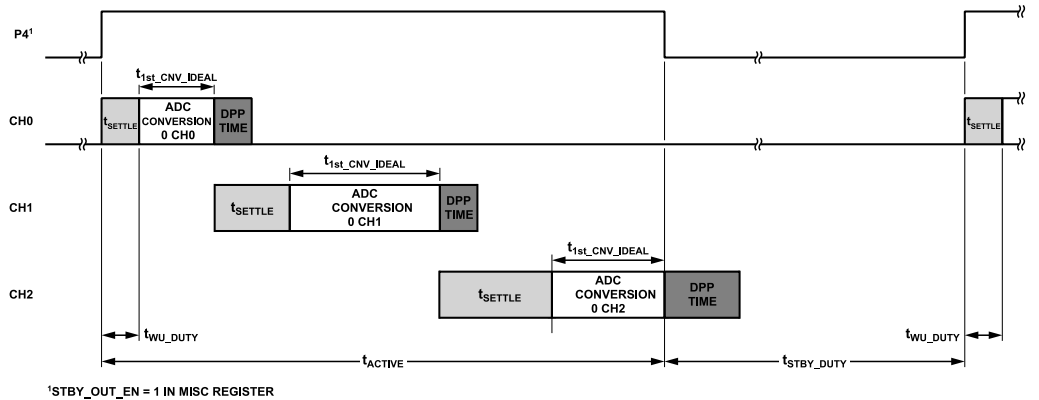 P4¹
t1st_CNV_IDEAL
CH0
tSETTLE
ADC
CONVERSION
0 CH0
DPP
TIME
tSETTLE
t1st_CNV_IDEAL
CH1
tSETTLE
ADC
CONVERSION
0 CH1
DPP
TIME
t1st_CNV_IDEAL
CH2
tSETTLE
ADC
CONVERSION
0 CH2
DPP
TIME
tWU_DUTY
tWU_DUTY
tACTIVE
tSTBY_DUTY
¹STBY_OUT_EN = 1 IN MISC REGISTER